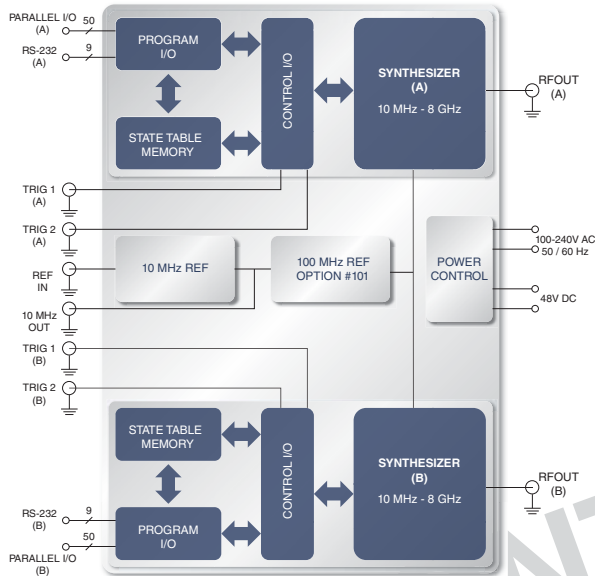 PARALLEL I/O
(A)
50
RS-232
(A)
9
PROGRAM
I/O
STATE TABLE
MEMORY
CONTROL I/O
SYNTHESIZER
(A)
10 MHz - 8 GHz
RFOUT
(A)
TRIG 1
(A)
TRIG 2
(A)
REF
IN
10 MHz REF
100 MHz REF
OPTION #101
POWER
CONTROL
100-240V AC
50 / 60 Hz
48V DC
10 MHz
OUT
TRIG 1
(B)
TRIG 2
(B)
STATE TABLE
MEMORY
CONTROL I/O
SYNTHESIZER
(B)
10 MHz - 8 GHz
RFOUT
(B)
RS-232
(B)
9
PROGRAM
I/O
50
PARALLEL I/O
(B)